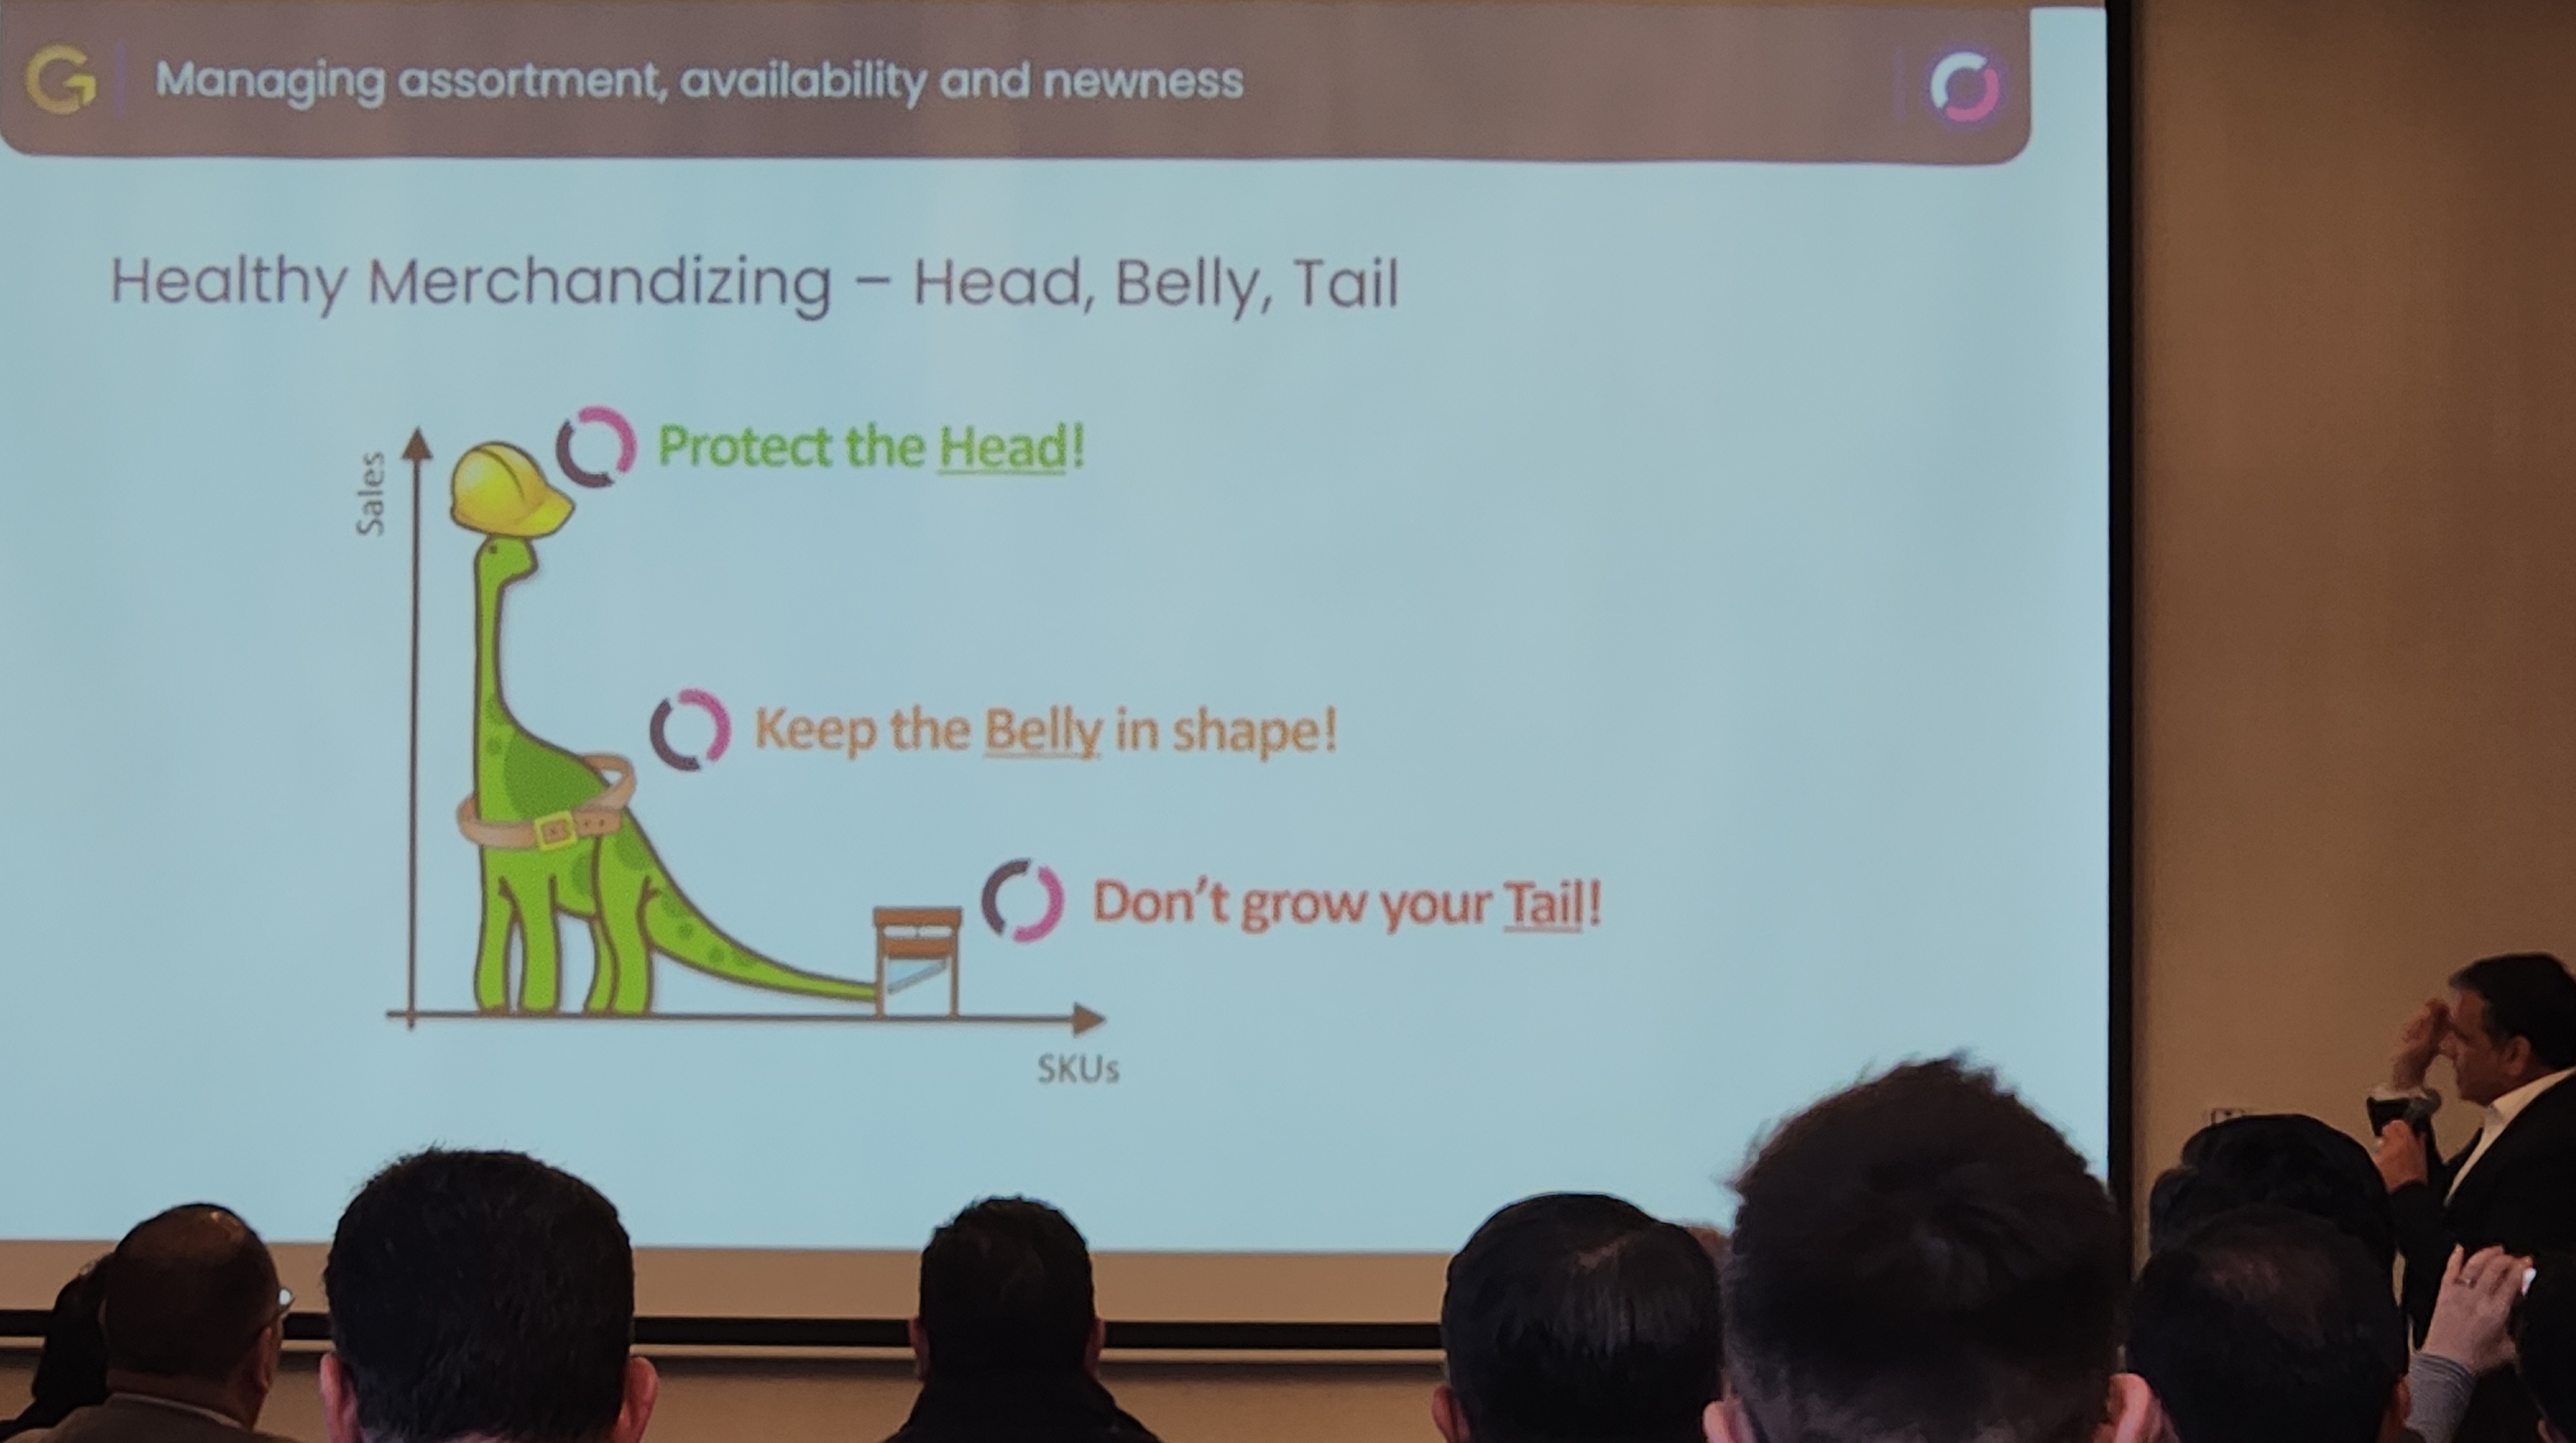 Managing assortment, availability and newness
Healthy Merchandizing – Head, Belly, Tail
Sales
Protect the Head!
Keep the Belly in shape!
Don't grow your Tail!
SKUs